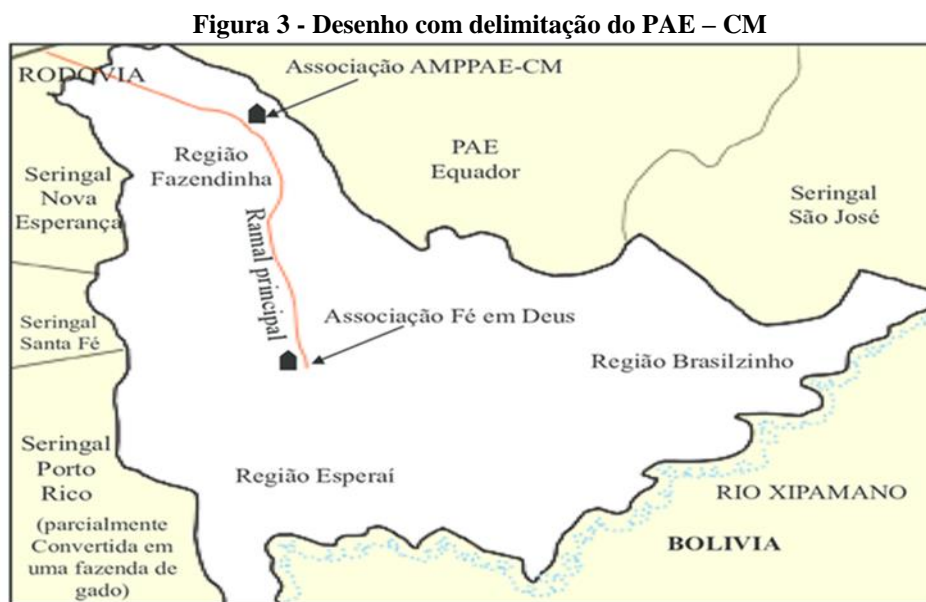 Figura 3 - Desenho com delimitação do PAE – CM
RODOVIA
Associação AMPPAE-CM
Região
Fazendinha
PAE
Equador
Seringal
Nova
Esperança
Seringal
São José
Ramal principal
Seringal
Santa Fé
Associação Fé em Deus
Região Brasilzinho
Seringal
Porto
Rico
(parcialmente
Convertida em
uma fazenda de
gado)
Região Esperaí
RIO XIPAMANO
BOLIVIA